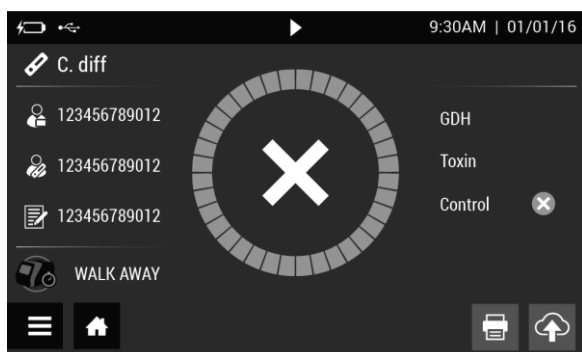 9:30AM | 01/01/16
C. diff
123456789012
123456789012
123456789012
WALK AWAY
GDH
Toxin
Control